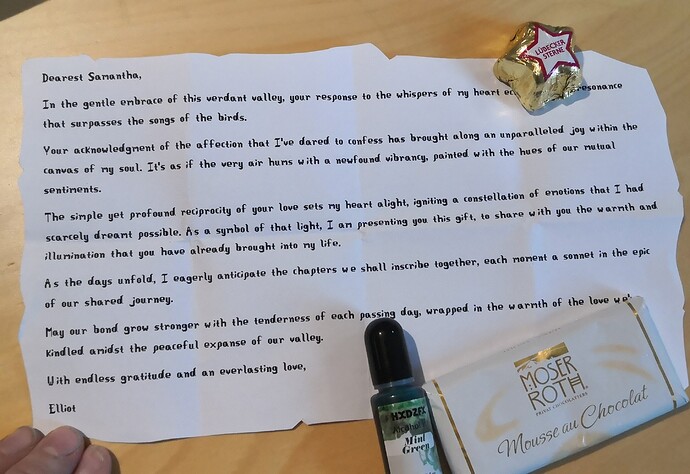 Dearest Samantha,
In the gentle embrace of this verdant valley, your response to the whispers of my heart resonance
that surpasses the songs of the birds.
Your acknowledgment of the affection that I've dared to confess has brought along an unparalleled joy within the
canvas of my soul. It's as if the very air hums with a newfound vibrancy, painted with the hues of our mutual
sentiments.
The simple yet profound reciprocity of your love sets my heart alight, igniting a constellation of emotions that I had
scarcely dreamt possible. As a symbol of that light, I am presenting you this gift, to share with you the warmth and
illumination that you have already brought into my life.
As the days unfold, I eagerly anticipate the chapters we shall inscribe together, each moment a sonnet in the epic
of our shared journey.
May our bond grow stronger with the tenderness of each passing day, wrapped in the warmth of the love
kindled amidst the peaceful expanse of our valley.
With endless gratitude and an everlasting love,
Elliot
LÜBECKER
STERNE
HXDZFX
Alcohol
Mint
Green
MOSER
ROTH
PRIVAT CHOCOLATIERS
Mousse au Chocolat